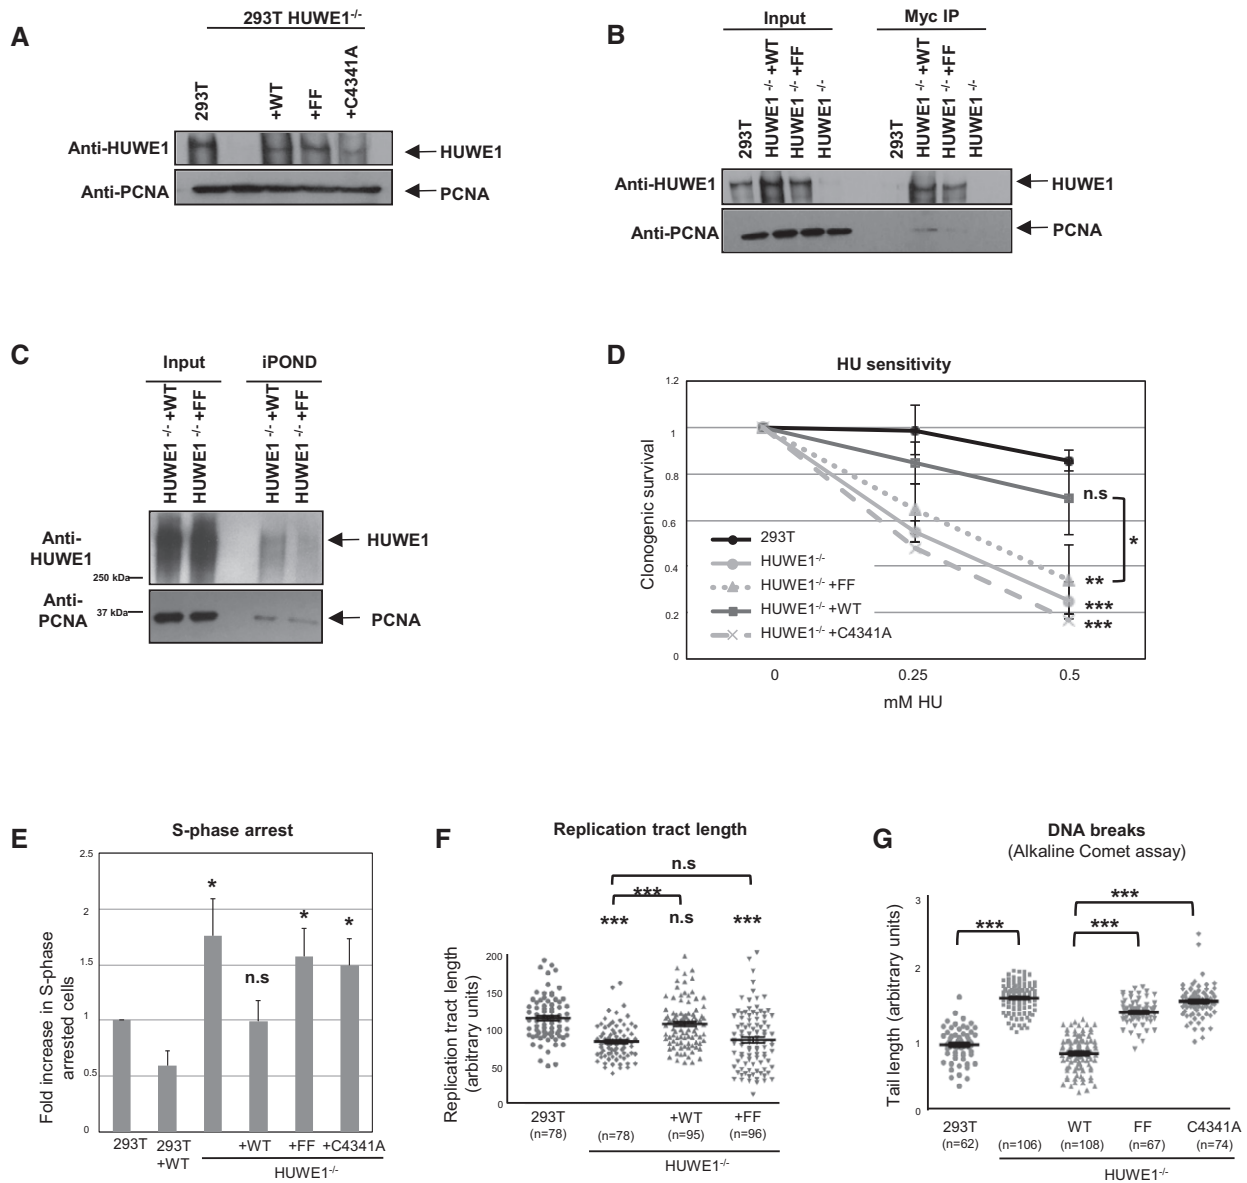 A
293T HUWE1-/-
293T
+WT
+FF
+C4341A
Anti-HUWE1
HUWE1
Anti-PCNA
PCNA
B
Input
Myc IP
293T
HUWE1 -/- +WT
HUWE1 -/- +FF
HUWE1 -/-
293T
HUWE1 -/- +WT
HUWE1 -/- +FF
HUWE1 -/-
Anti-HUWE1
HUWE1
Anti-PCNA
PCNA
C
Input
iPOND
HUWE1 -/- +WT
HUWE1 -/- +FF
HUWE1 -/- +WT
HUWE1 -/- +FF
Anti-
HUWE1
HUWE1
250 kDa
Anti-
PCNA
37 kDa
PCNA
D
HU sensitivity
Clonogenic survival
1.2
1
0.8
0.6
0.4
0.2
0
293T
HUWE1-/-
HUWE1-/- +FF
HUWE1-/- +WT
HUWE1-/- +C4341A
n.s
*
**
***
***
0
0.25
0.5
mM HU
E
S-phase arrest
Fold increase in S-phase
arrested cells
2.5
2
1.5
1
0.5
0
*
n.s
*
*
293T
293T
+WT
+WT
+FF
+C4341A
HUWE1-/-
F
Replication tract length
n.s
***
***
n.s
***
Replication tract length
(arbitrary units)
200
150
100
50
0
293T
+WT
+FF
(n=78)
(n=78)
(n=95)
(n=96)
HUWE1-/-
G
DNA breaks
(Alkaline Comet assay)
***
***
***
Tail length (arbitrary units)
3
2
1
0
293T
WT
FF
C4341A
(n=62)
(n=106)
(n=108)
(n=67)
(n=74)
HUWE1-/-